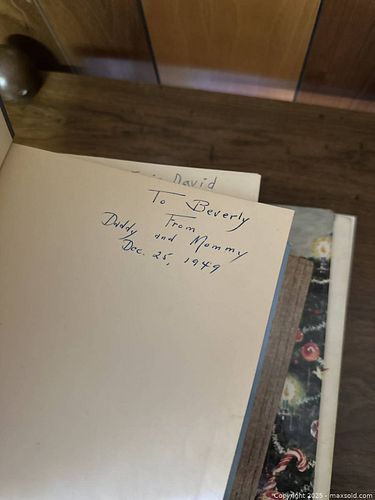 David
To Beverly
From
Daddy and Mommy
Dec. 25, 1949
Copyright 2025 - maxsold.com